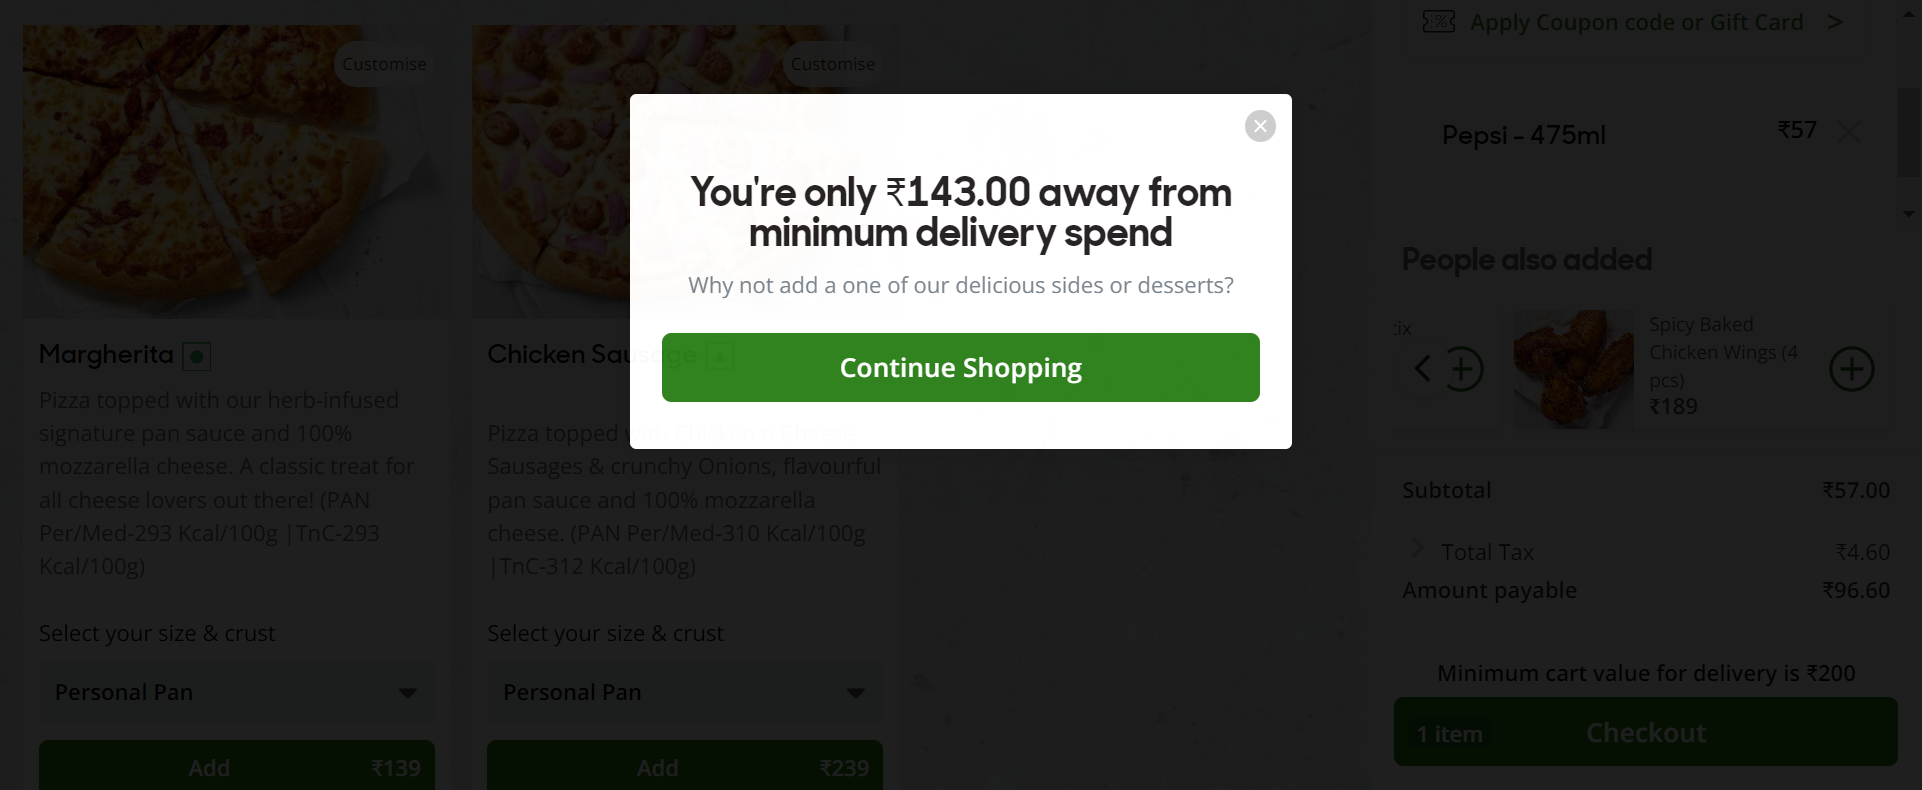 Customise
Margherita
Pizza topped with our herb-infused
signature pan sauce and 100%
mozzarella cheese. A classic treat for
all cheese lovers out there! (PAN
Per/Med-293 Kcal/100g |TnC-293
Kcal/100g)
Select your size & crust
Personal Pan
Add ₹139
Customise
Chicken Sausage
Pizza topped with Chicken n Cheese
Sausages & crunchy Onions, flavourful
pan sauce and 100% mozzarella
cheese. (PAN Per/Med-310 Kcal/100g
|TnC-312 Kcal/100g)
Select your size & crust
Personal Pan
Add ₹239
You're only ₹143.00 away from
minimum delivery spend
Why not add a one of our delicious sides or desserts?
Continue Shopping
Apply Coupon code or Gift Card >
Pepsi - 475ml ₹57
People also added
Spicy Baked
Chicken Wings (4
pcs)
₹189
Subtotal ₹57.00
Total Tax ₹4.60
Amount payable ₹96.60
Minimum cart value for delivery is ₹200
1 item Checkout